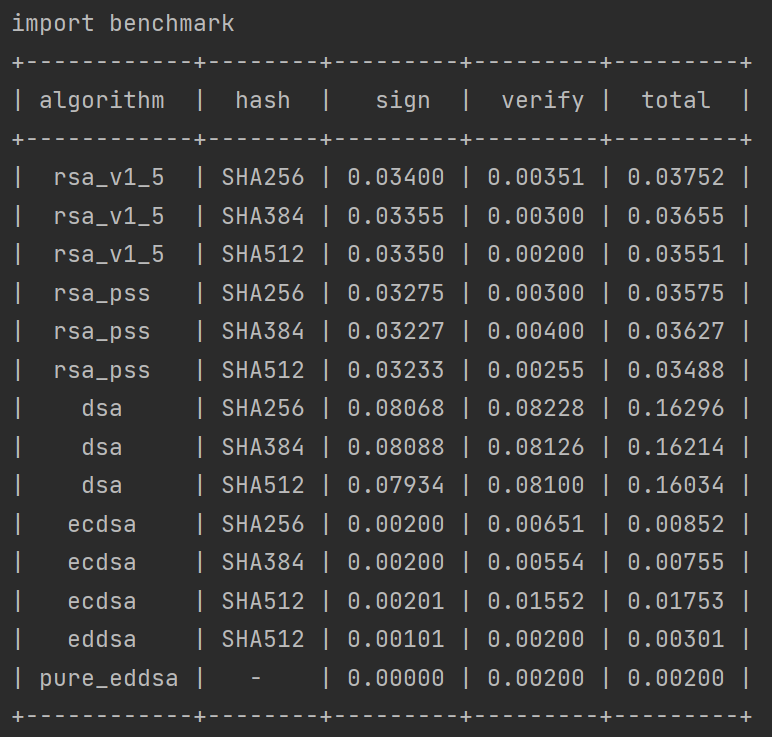 import benchmark
+------------+--------+---------+---------+---------+
| algorithm  |  hash  |   sign  |  verify |  total  |
+------------+--------+---------+---------+---------+
|  rsa_v1_5  | SHA256 | 0.03400 | 0.00351 | 0.03752 |
|  rsa_v1_5  | SHA384 | 0.03355 | 0.00300 | 0.03655 |
|  rsa_v1_5  | SHA512 | 0.03350 | 0.00200 | 0.03551 |
|  rsa_pss   | SHA256 | 0.03275 | 0.00300 | 0.03575 |
|  rsa_pss   | SHA384 | 0.03227 | 0.00400 | 0.03627 |
|  rsa_pss   | SHA512 | 0.03233 | 0.00255 | 0.03488 |
|    dsa     | SHA256 | 0.08068 | 0.08228 | 0.16296 |
|    dsa     | SHA384 | 0.08088 | 0.08126 | 0.16214 |
|    dsa     | SHA512 | 0.07934 | 0.08100 | 0.16034 |
|   ecdsa    | SHA256 | 0.00200 | 0.00651 | 0.00852 |
|   ecdsa    | SHA384 | 0.00200 | 0.00554 | 0.00755 |
|   ecdsa    | SHA512 | 0.00201 | 0.01552 | 0.01753 |
|   eddsa    | SHA512 | 0.00101 | 0.00200 | 0.00301 |
| pure_eddsa |   -    | 0.00000 | 0.00200 | 0.00200 |
+------------+--------+---------+---------+---------+